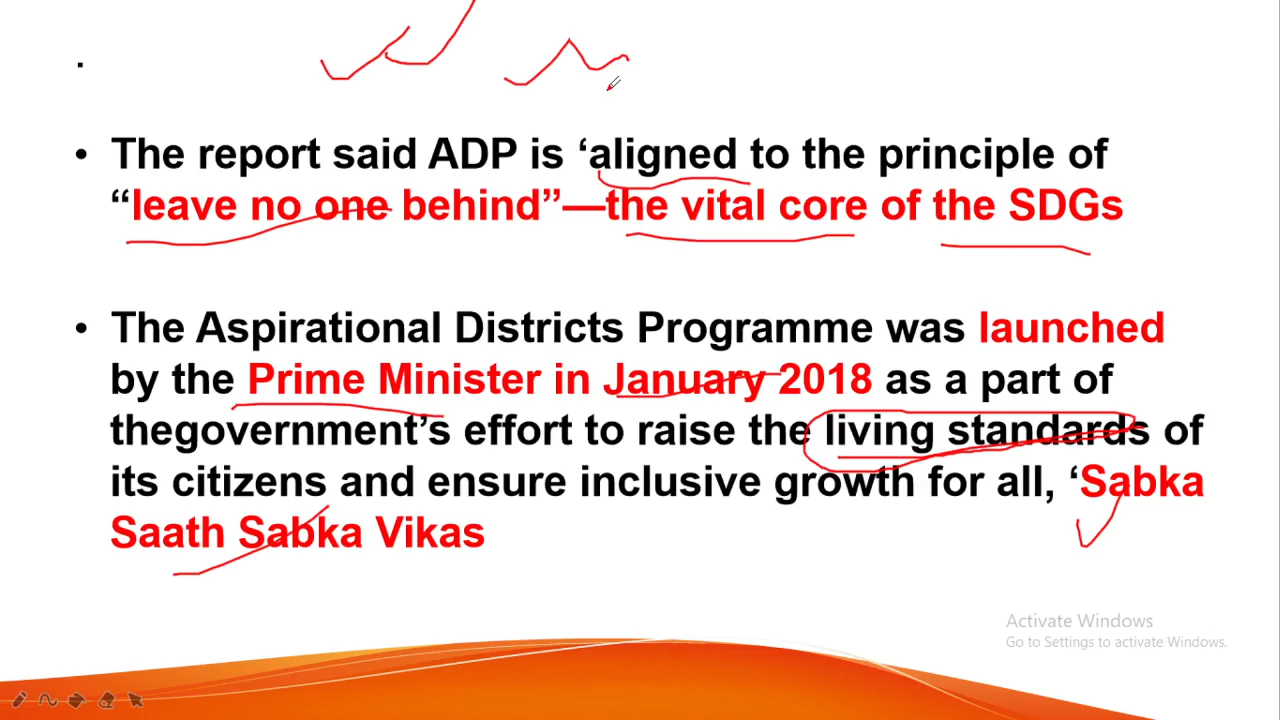 .
• The report said ADP is ‘aligned to the principle of
“leave no one behind”—the vital core of the SDGs
• The Aspirational Districts Programme was launched
by the Prime Minister in January 2018 as a part of
thegovernment’s effort to raise the living standards of
its citizens and ensure inclusive growth for all, ‘Sabka
Saath Sabka Vikas
Activate Windows
Go to Settings to activate Windows.